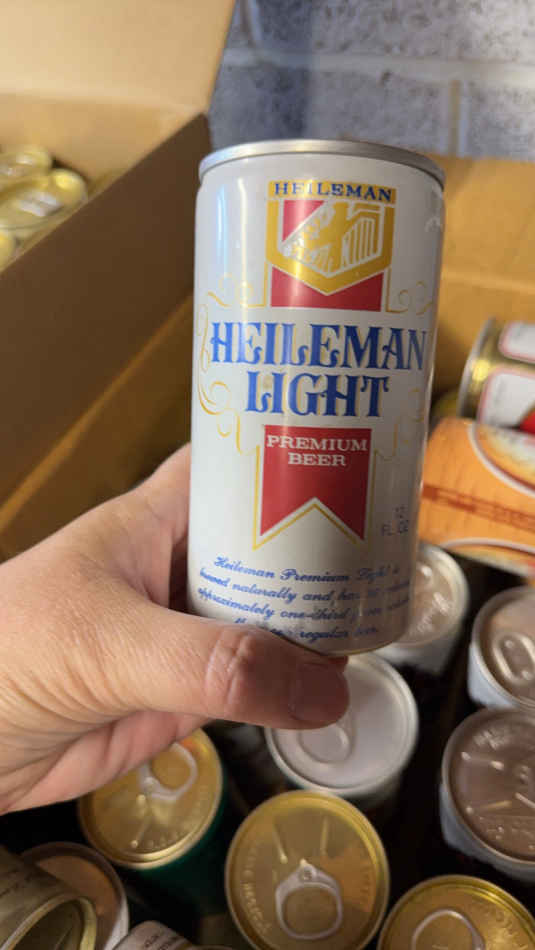 HEILEMAN
HEILEMAN
LIGHT
PREMIUM
BEER
12
FL OZ
Heileman Premium Light is
brewed naturally and has
approximately one-third
regular beer.